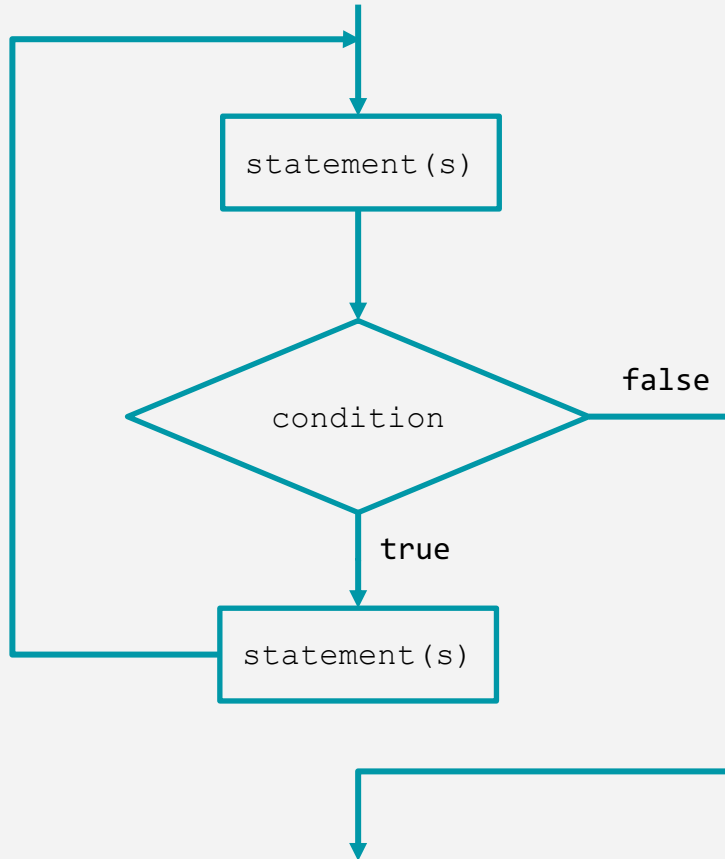 statement(s)
condition
false
true
statement(s)